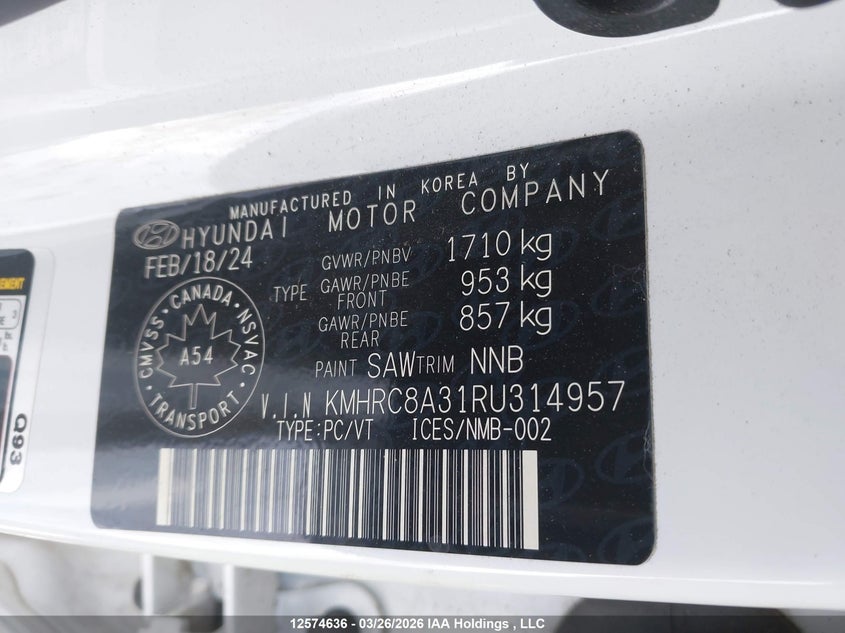 MANUFACTURED IN KOREA BY
HYUNDAI MOTOR COMPANY
FEB/18/24
GVWR/PNBV 1710 kg
TYPE GAWR/PNBE FRONT 953 kg
GAWR/PNBE REAR 857 kg
PAINT SAW TRIM NNB
V.I.N KMHRC8A31RU314957
TYPE:PC/VT ICES/NMB-002
CMVSS · CANADA · NSVAC · TRANSPORT
A54
Q93
12574636 - 03/26/2026 IAA Holdings , LLC